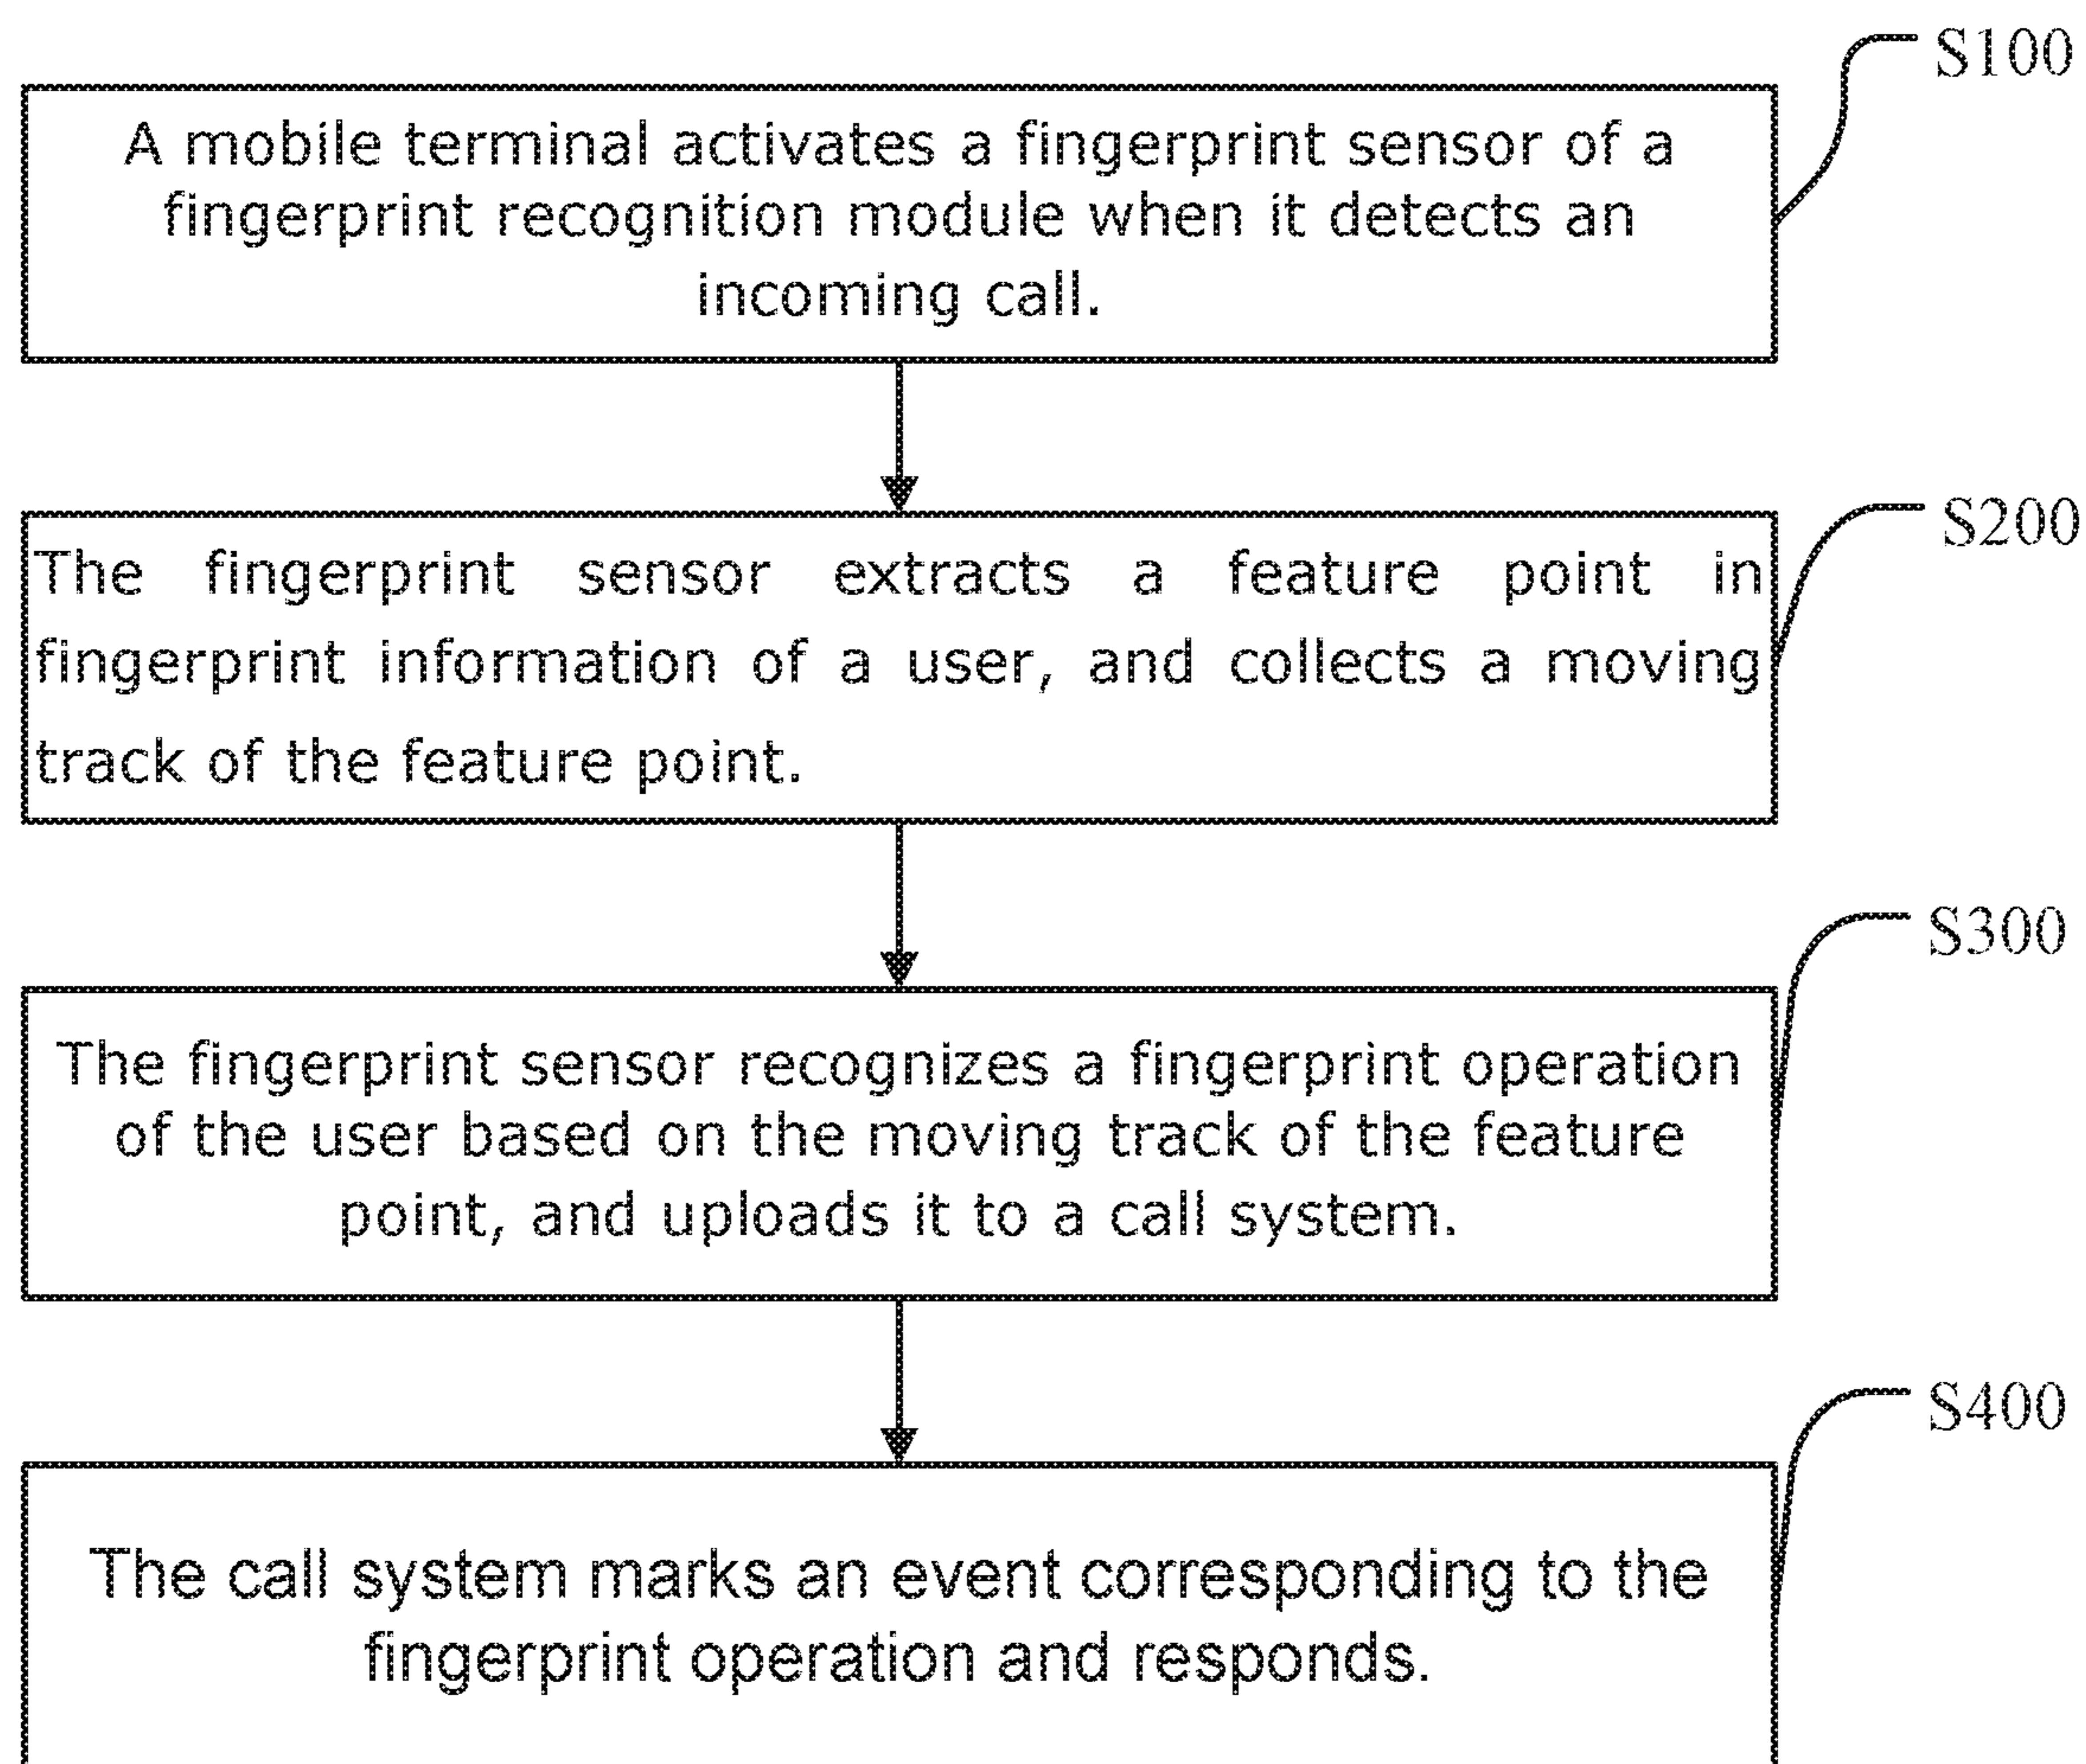 S100
A mobile terminal activates a fingerprint sensor of a
fingerprint recognition module when it detects an
incoming call.
S200
The fingerprint sensor extracts a feature point in
fingerprint information of a user, and collects a moving
track of the feature point.
S300
The fingerprint sensor recognizes a fingerprint operation
of the user based on the moving track of the feature
point, and uploads it to a call system.
S400
The call system marks an event corresponding to the
fingerprint operation and responds.